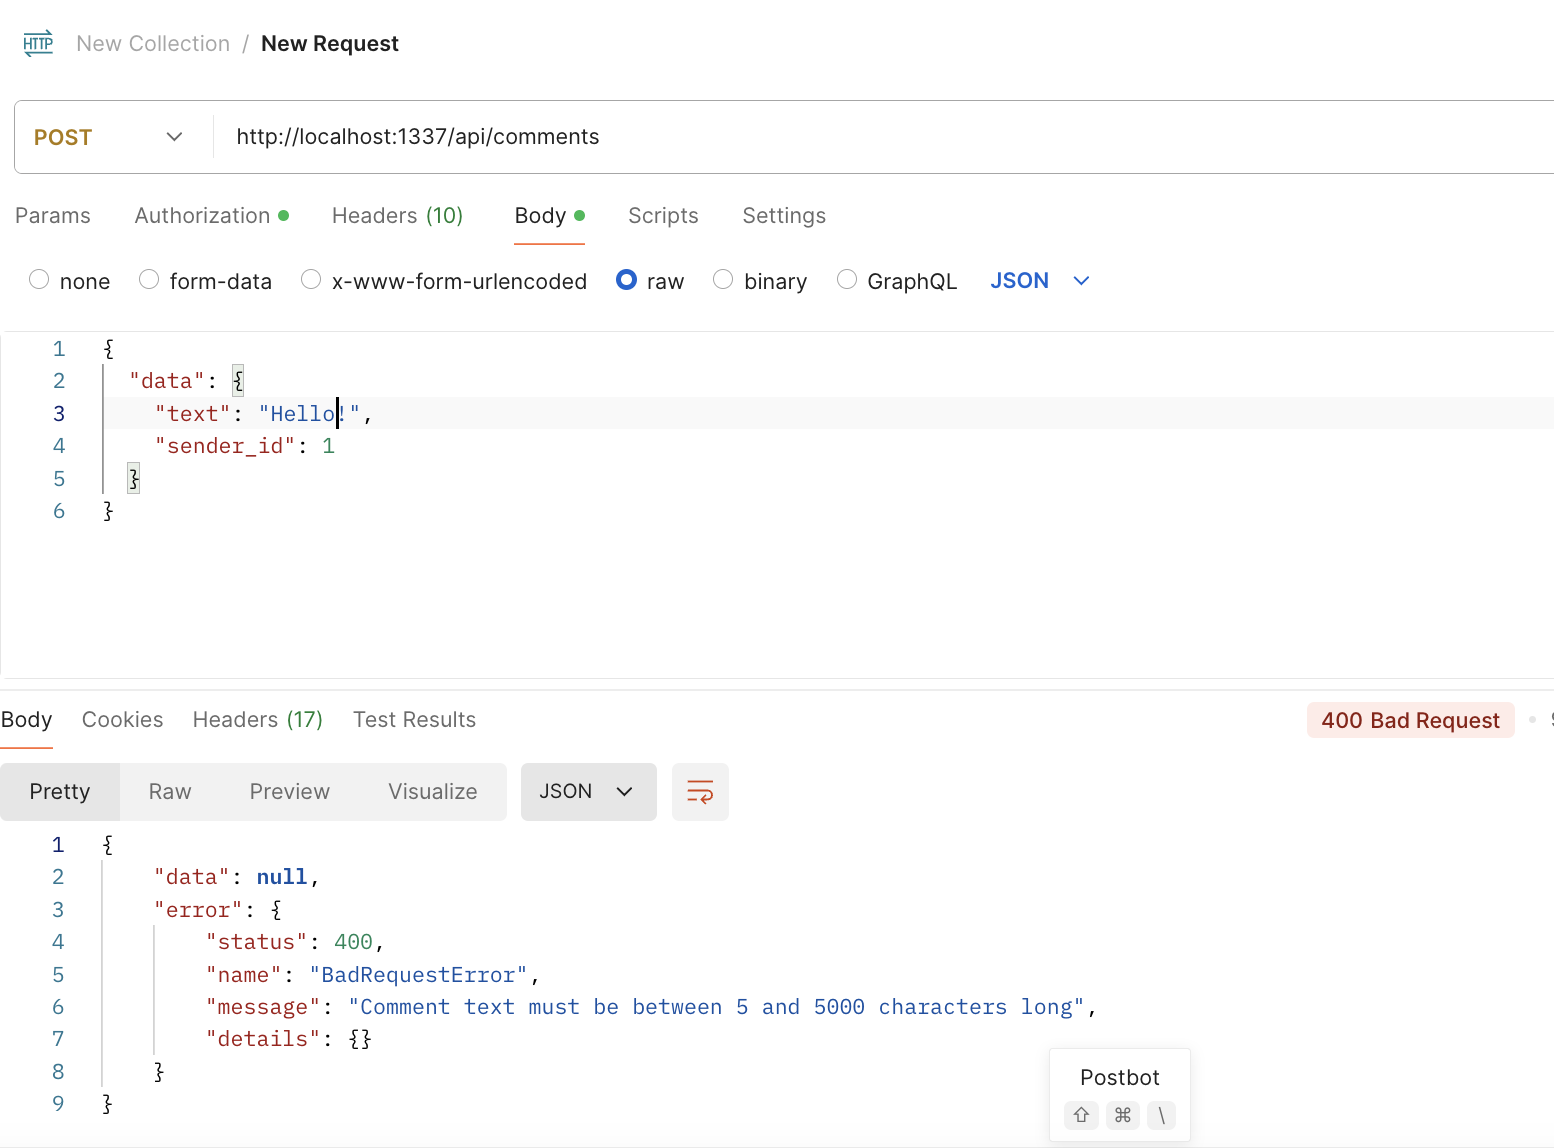 HTTP New Collection / New Request
POST http://localhost:1337/api/comments
Params Authorization Headers (10) Body Scripts Settings
none form-data x-www-form-urlencoded raw binary GraphQL JSON
1 {
2 "data": {
3 "text": "Hello!",
4 "sender_id": 1
5 }
6 }
Body Cookies Headers (17) Test Results 400 Bad Request
Pretty Raw Preview Visualize JSON
1 {
2 "data": null,
3 "error": {
4 "status": 400,
5 "name": "BadRequestError",
6 "message": "Comment text must be between 5 and 5000 characters long",
7 "details": {}
8 }
9 }
Postbot
⇧ ⌘ \